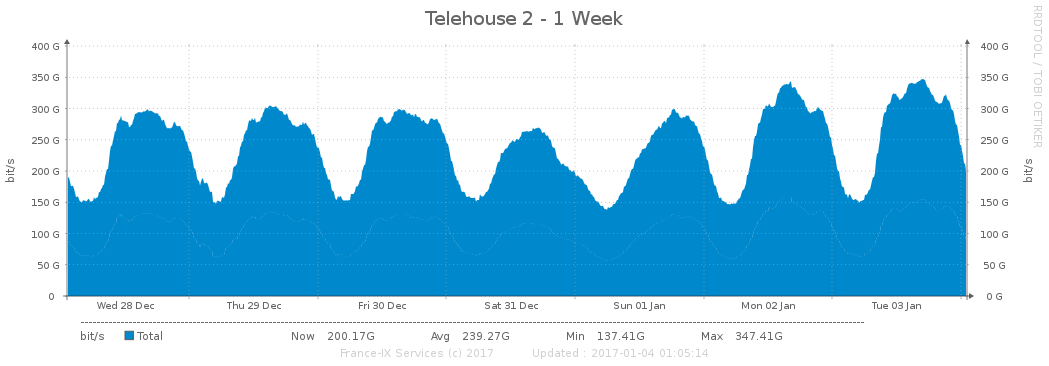 Telehouse 2 - 1 Week
RRDTOOL / TOBI OETIKER
bit/s
400 G
350 G
300 G
250 G
200 G
150 G
100 G
50 G
0
400 G
350 G
300 G
250 G
200 G
150 G
100 G
50 G
0 G
bit/s
Wed 28 Dec Thu 29 Dec Fri 30 Dec Sat 31 Dec Sun 01 Jan Mon 02 Jan Tue 03 Jan
bit/s Total Now 200.17G Avg 239.27G Min 137.41G Max 347.41G
France-IX Services (c) 2017 Updated : 2017-01-04 01:05:14